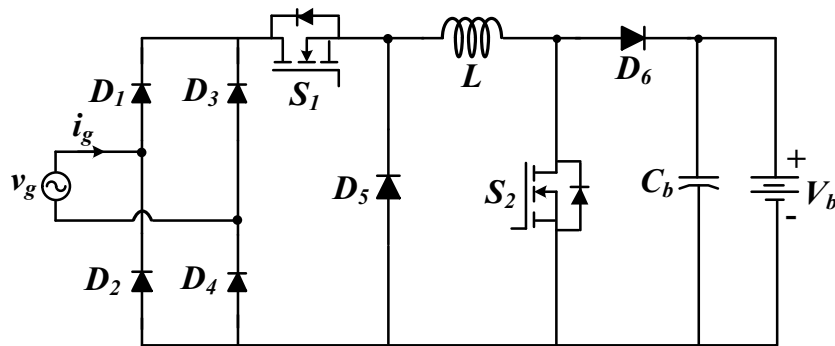 D1
D3
S1
L
D6
ig
vg
D5
S2
Cb
+
Vb
-
D2
D4